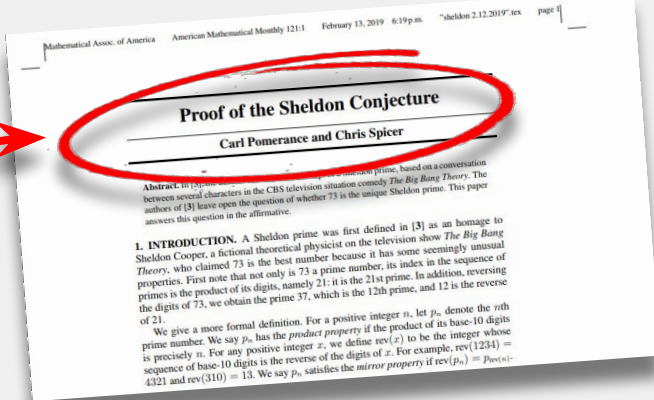 Mathematical Assoc. of America American Mathematical Monthly 121:1 February 13, 2019 6:19 p.m. "sheldon 2.12.2019".tex page 1
Proof of the Sheldon Conjecture
Carl Pomerance and Chris Spicer
Abstract. In [3], prime, based on a conversation
between several characters in the CBS television situation comedy The Big Bang Theory. The
authors of [3] leave open the question of whether 73 is the unique Sheldon prime. This paper
answers this question in the affirmative.
1. INTRODUCTION. A Sheldon prime was first defined in [3] as an homage to
Sheldon Cooper, a fictional theoretical physicist on the television show The Big Bang
Theory, who claimed 73 is the best number because it has some seemingly unusual
properties. First note that not only is 73 a prime number, its index in the sequence of
primes is the product of its digits, namely 21: it is the 21st prime. In addition, reversing
the digits of 73, we obtain the prime 37, which is the 12th prime, and 12 is the reverse
of 21.
We give a more formal definition. For a positive integer n, let pₙ denote the nth
prime number. We say pₙ has the product property if the product of its base-10 digits
is precisely n. For any positive integer x, we define rev(x) to be the integer whose
sequence of base-10 digits is the reverse of the digits of x. For example, rev(1234) =
4321 and rev(310) = 13. We say pₙ satisfies the mirror property if rev(pₙ) = p_rev(n).